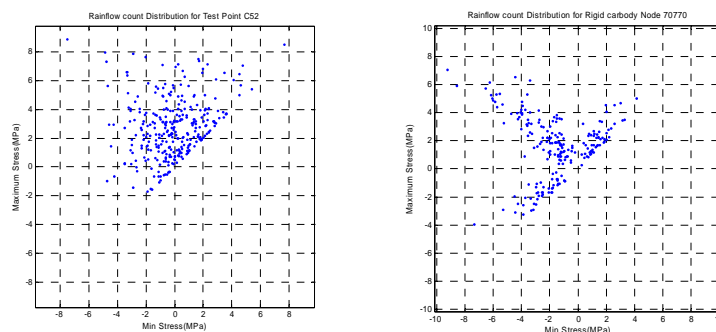 Rainflow count Distribution for Test Point C52
8
6
4
2
0
-2
-4
-6
-8
Maximum Stress(MPa)
-8 -6 -4 -2 0 2 4 6 8
Min Stress(MPa)
Rainflow count Distribution for Rigid carbody Node 70770
10
8
6
4
2
0
-2
-4
-6
-8
-10
Maximum Stress(MPa)
-10 -8 -6 -4 -2 0 2 4 6 8 10
Min Stress(MPa)